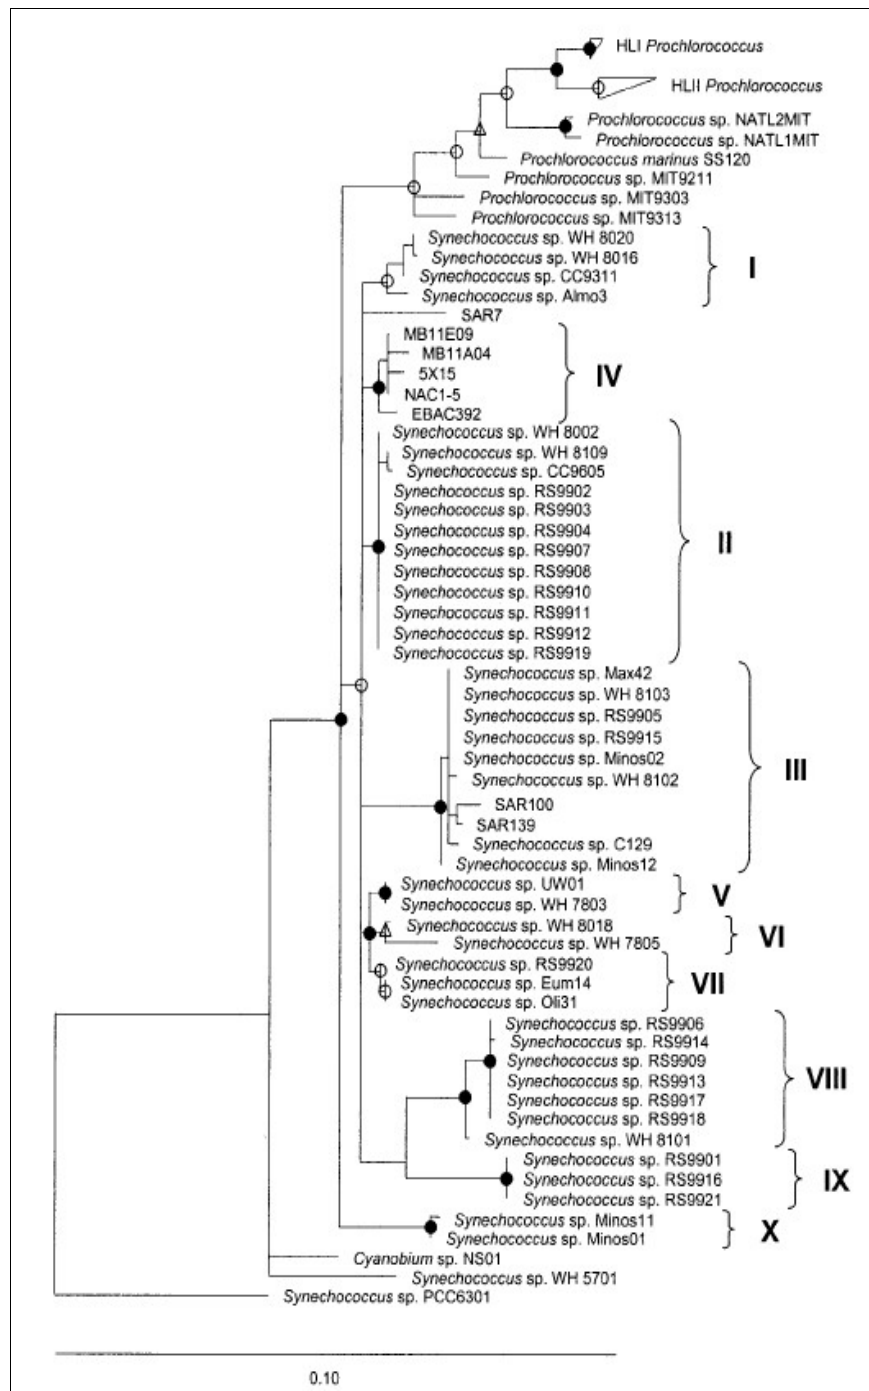 HLI Prochlorococcus
HLII Prochlorococcus
Prochlorococcus sp. NATL2MIT
Prochlorococcus sp. NATL1MIT
Prochlorococcus marinus SS120
Prochlorococcus sp. MIT9211
Prochlorococcus sp. MIT9303
Prochlorococcus sp. MIT9313
Synechococcus sp. WH 8020
Synechococcus sp. WH 8016
Synechococcus sp. CC9311
Synechococcus sp. Almo3
I
SAR7
MB11E09
MB11A04
5X15
NAC1-5
EBAC392
IV
Synechococcus sp. WH 8002
Synechococcus sp. WH 8109
Synechococcus sp. CC9605
Synechococcus sp. RS9902
Synechococcus sp. RS9903
Synechococcus sp. RS9904
Synechococcus sp. RS9907
Synechococcus sp. RS9908
Synechococcus sp. RS9910
Synechococcus sp. RS9911
Synechococcus sp. RS9912
Synechococcus sp. RS9919
II
Synechococcus sp. Max42
Synechococcus sp. WH 8103
Synechococcus sp. RS9905
Synechococcus sp. RS9915
Synechococcus sp. Minos02
Synechococcus sp. WH 8102
SAR100
SAR139
Synechococcus sp. C129
Synechococcus sp. Minos12
III
Synechococcus sp. UW01
Synechococcus sp. WH 7803
V
Synechococcus sp. WH 8018
Synechococcus sp. WH 7805
VI
Synechococcus sp. RS9920
Synechococcus sp. Eum14
Synechococcus sp. Oli31
VII
Synechococcus sp. RS9906
Synechococcus sp. RS9914
Synechococcus sp. RS9909
Synechococcus sp. RS9913
Synechococcus sp. RS9917
Synechococcus sp. RS9918
Synechococcus sp. WH 8101
VIII
Synechococcus sp. RS9901
Synechococcus sp. RS9916
Synechococcus sp. RS9921
IX
Synechococcus sp. Minos11
Synechococcus sp. Minos01
X
Cyanobium sp. NS01
Synechococcus sp. WH 5701
Synechococcus sp. PCC6301
0.10